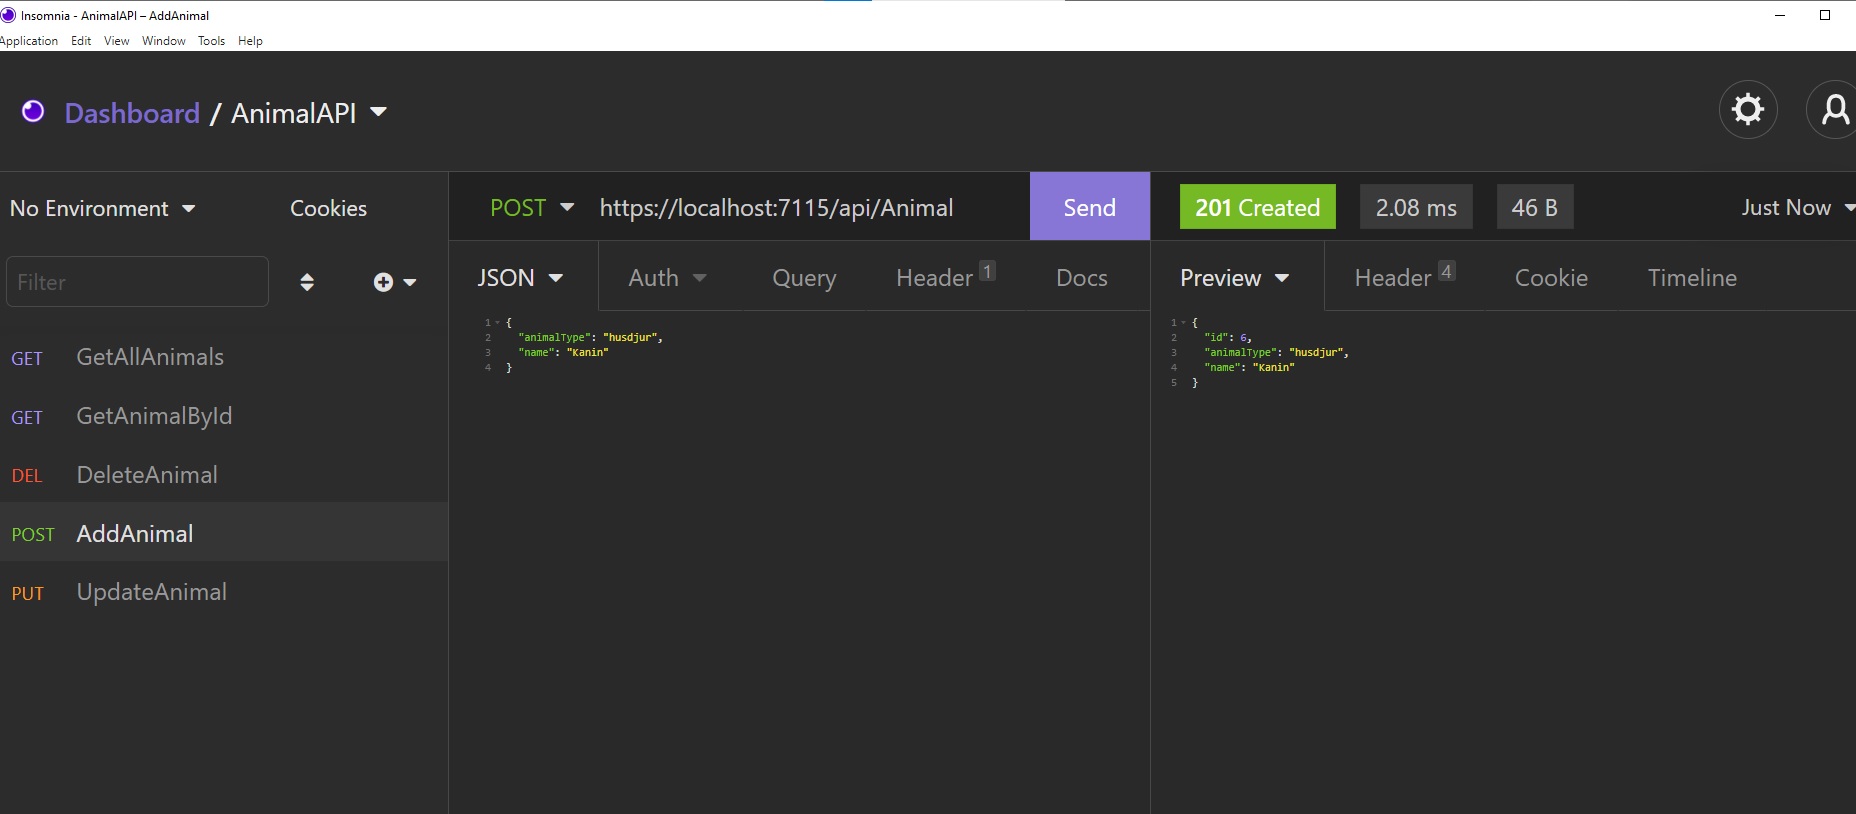 Insomnia - AnimalAPI – AddAnimal
Application Edit View Window Tools Help
Dashboard / AnimalAPI
No Environment Cookies
Filter
GET GetAllAnimals
GET GetAnimalById
DEL DeleteAnimal
POST AddAnimal
PUT UpdateAnimal
POST https://localhost:7115/api/Animal Send
JSON Auth Query Header 1 Docs
1 {
2 "animalType": "husdjur",
3 "name": "Kanin"
4 }
201 Created 2.08 ms 46 B Just Now
Preview Header 4 Cookie Timeline
1 {
2 "id": 6,
3 "animalType": "husdjur",
4 "name": "Kanin"
5 }